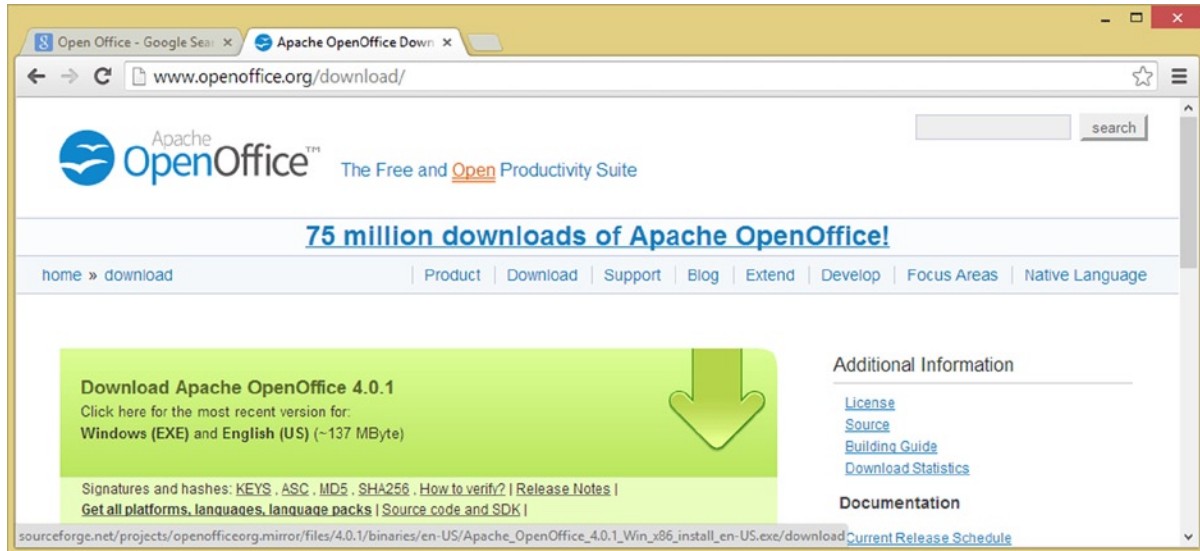 Open Office - Google Sear
Apache OpenOffice Down
www.openoffice.org/download/
search
Apache
OpenOffice™
The Free and Open Productivity Suite
75 million downloads of Apache OpenOffice!
home » download
Product | Download | Support | Blog | Extend | Develop | Focus Areas | Native Language
Download Apache OpenOffice 4.0.1
Click here for the most recent version for:
Windows (EXE) and English (US) (~137 MByte)
Signatures and hashes: KEYS , ASC , MD5 , SHA256 , How to verify? | Release Notes |
Get all platforms, languages, language packs | Source code and SDK |
Additional Information
License
Source
Building Guide
Download Statistics
Documentation
Current Release Schedule
sourceforge.net/projects/openofficeorg.mirror/files/4.0.1/binaries/en-US/Apache_OpenOffice_4.0.1_Win_x86_install_en-US.exe/download